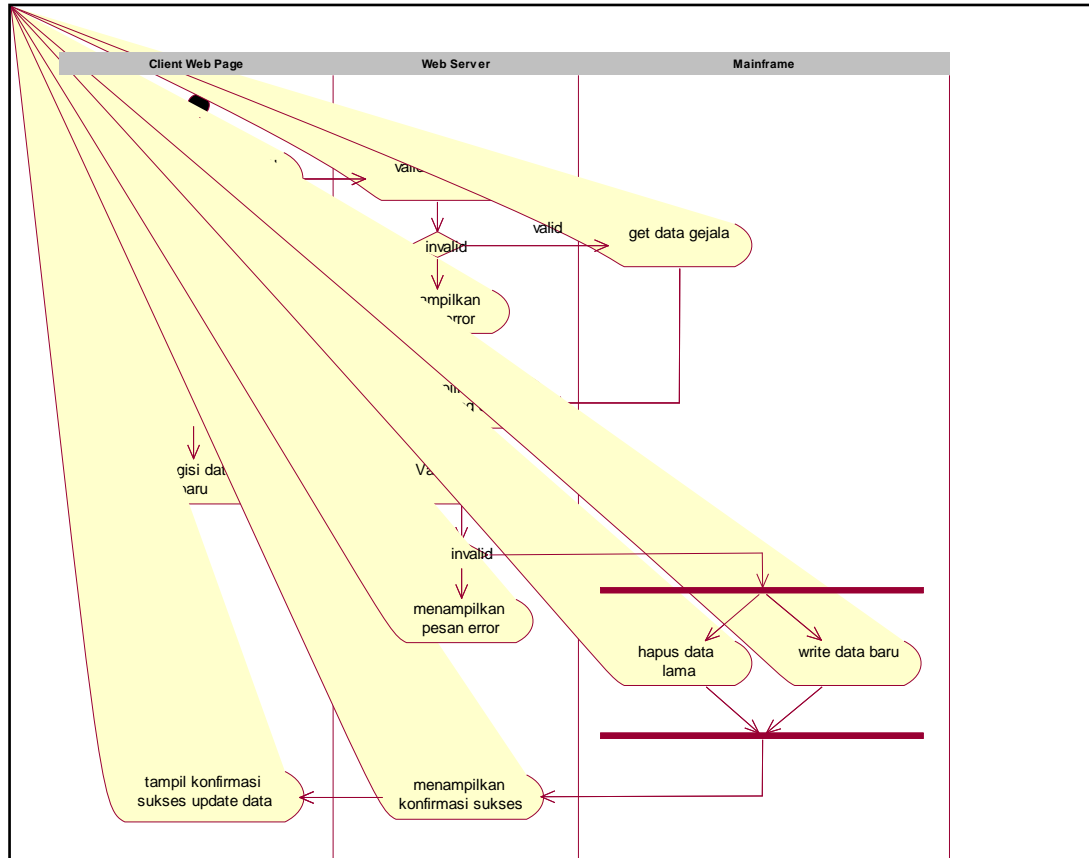 Client Web Page
Web Server
Mainframe
valid
get data gejala
invalid
menampilkan
pesan error
invalid
hapus data
lama
write data baru
tampil konfirmasi
sukses update data
menampilkan
konfirmasi sukses